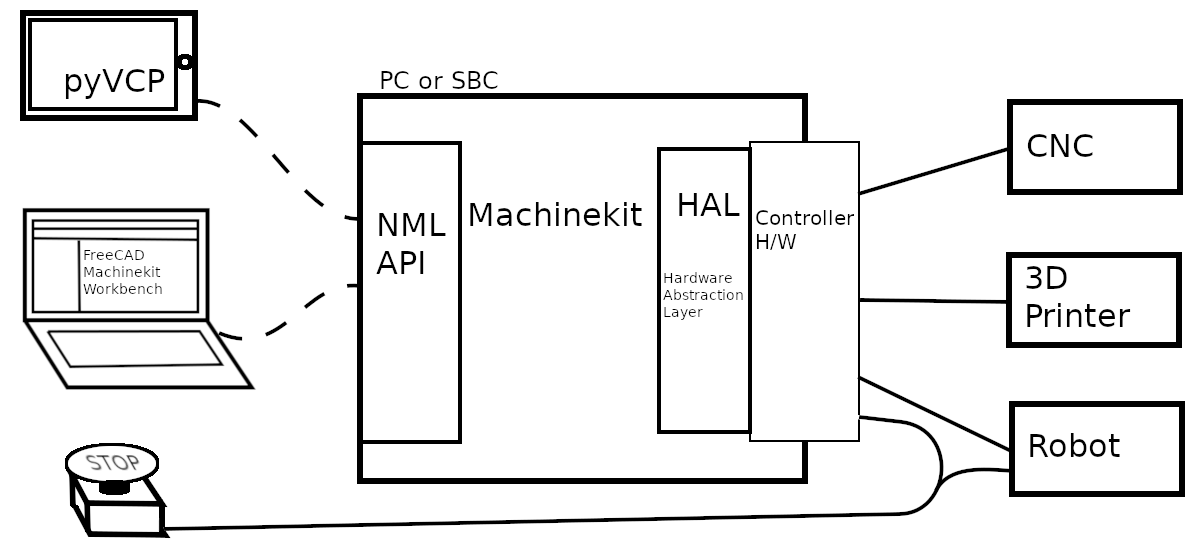 pyVCP
PC or SBC
FreeCAD
Machinekit
Workbench
STOP
NML
API
Machinekit
HAL
Hardware
Abstraction
Layer
Controller
H/W
CNC
3D
Printer
Robot